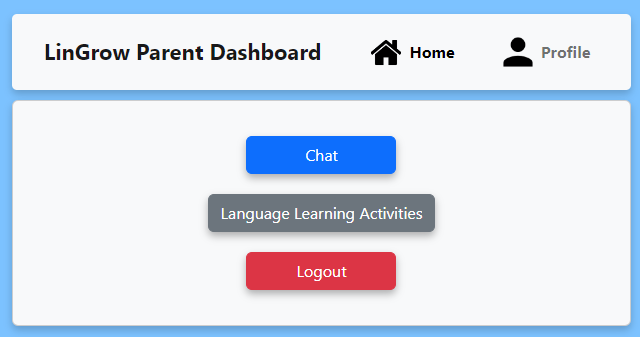 LinGrow Parent Dashboard Home Profile
Chat
Language Learning Activities
Logout